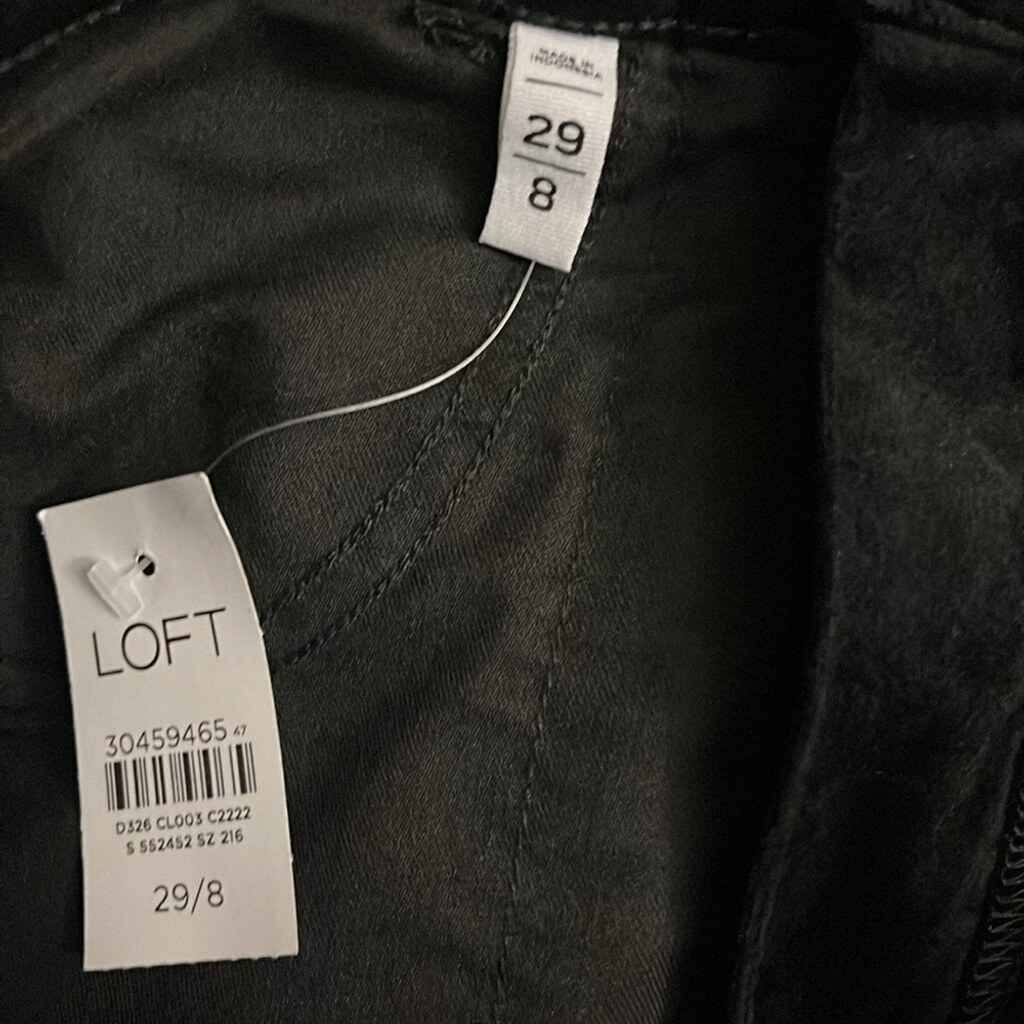 MADE IN
INDONESIA
29
8
LOFT
30459465 47
D326 CL003 C2222
S 552452 SZ 216
29/8